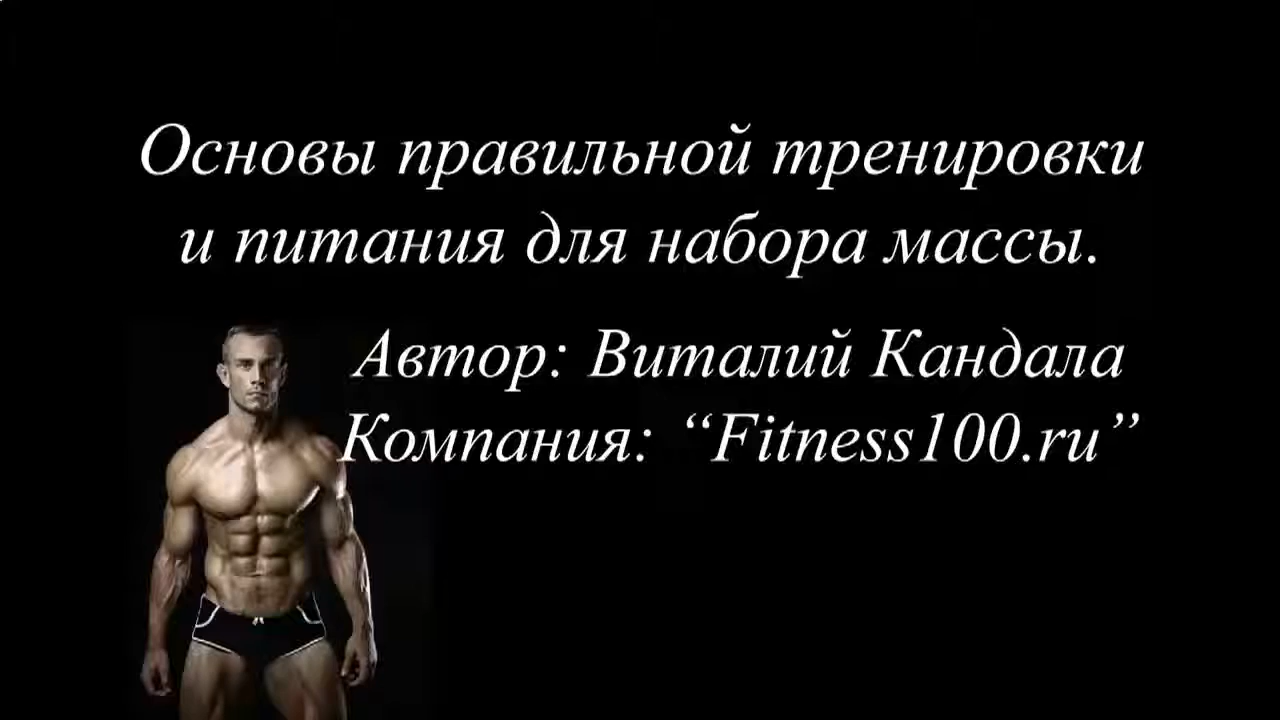 Основы правильной тренировки
и питания для набора массы.
Автор: Виталий Кандала
Компания: “Fitness100.ru”